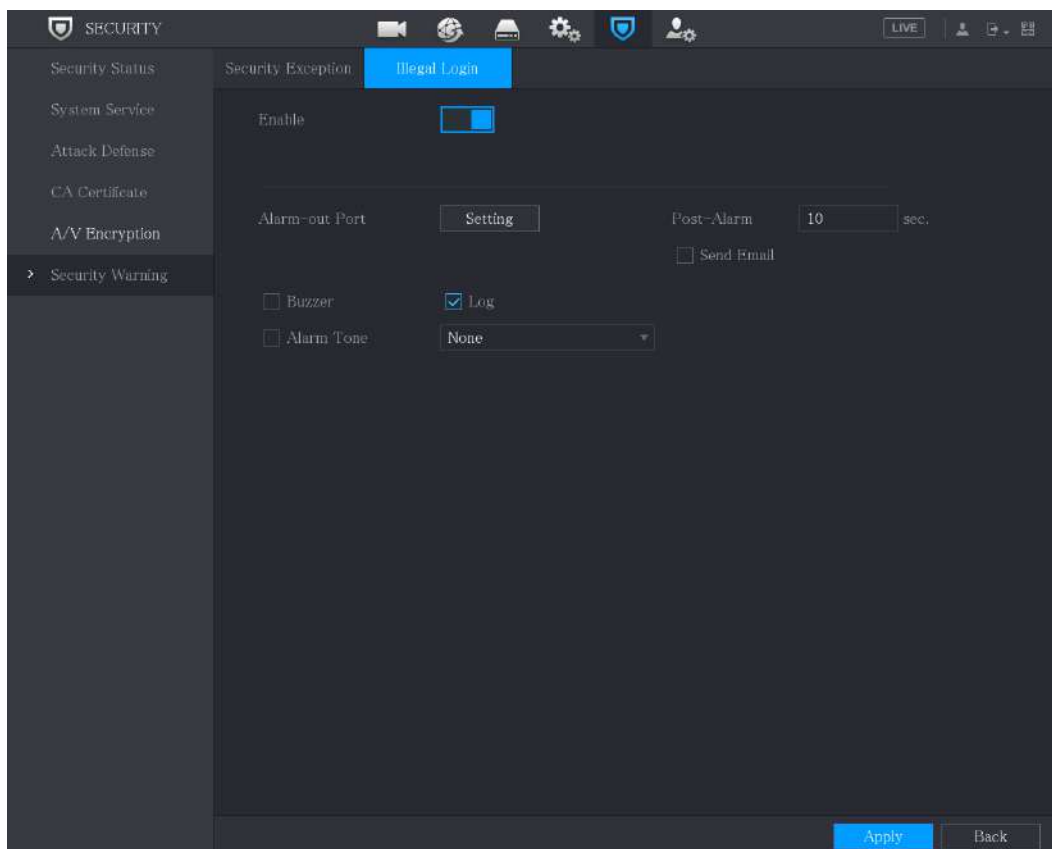 SECURITY
LIVE
Security Status
System Service
Attack Defense
CA Certificate
A/V Encryption
Security Warning
Security Exception
Illegal Login
Enable
Alarm-out Port
Setting
Post-Alarm
10
sec.
Send Email
Buzzer
Log
Alarm Tone
None
Apply
Back